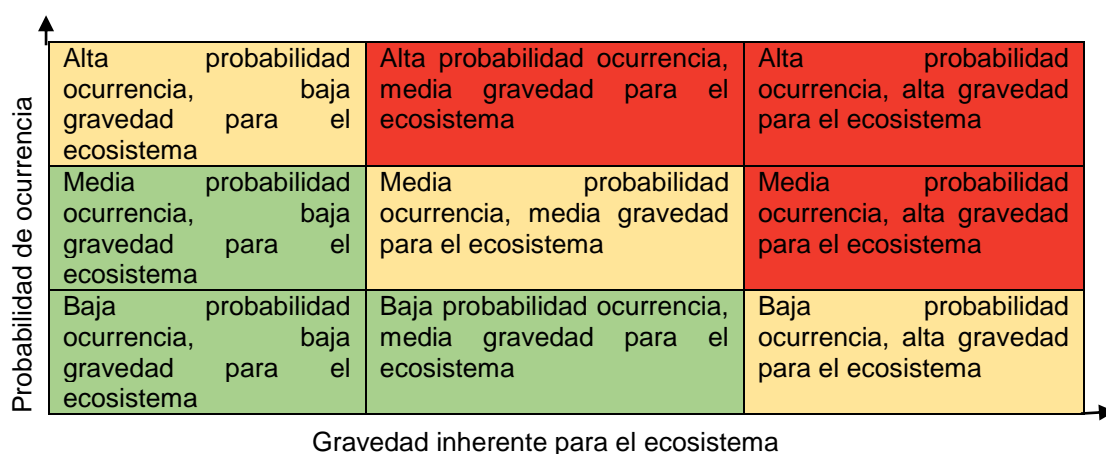 Probabilidad de ocurrencia
Alta probabilidad
ocurrencia, baja
gravedad para el
ecosistema
Alta probabilidad ocurrencia,
media gravedad para el
ecosistema
Alta probabilidad
ocurrencia, alta gravedad
para el ecosistema
Media probabilidad
ocurrencia, baja
gravedad para el
ecosistema
Media probabilidad
ocurrencia, media gravedad
para el ecosistema
Media probabilidad
ocurrencia, alta gravedad
para el ecosistema
Baja probabilidad
ocurrencia, baja
gravedad para el
ecosistema
Baja probabilidad ocurrencia,
media gravedad para el
ecosistema
Baja probabilidad
ocurrencia, alta gravedad
para el ecosistema
Gravedad inherente para el ecosistema